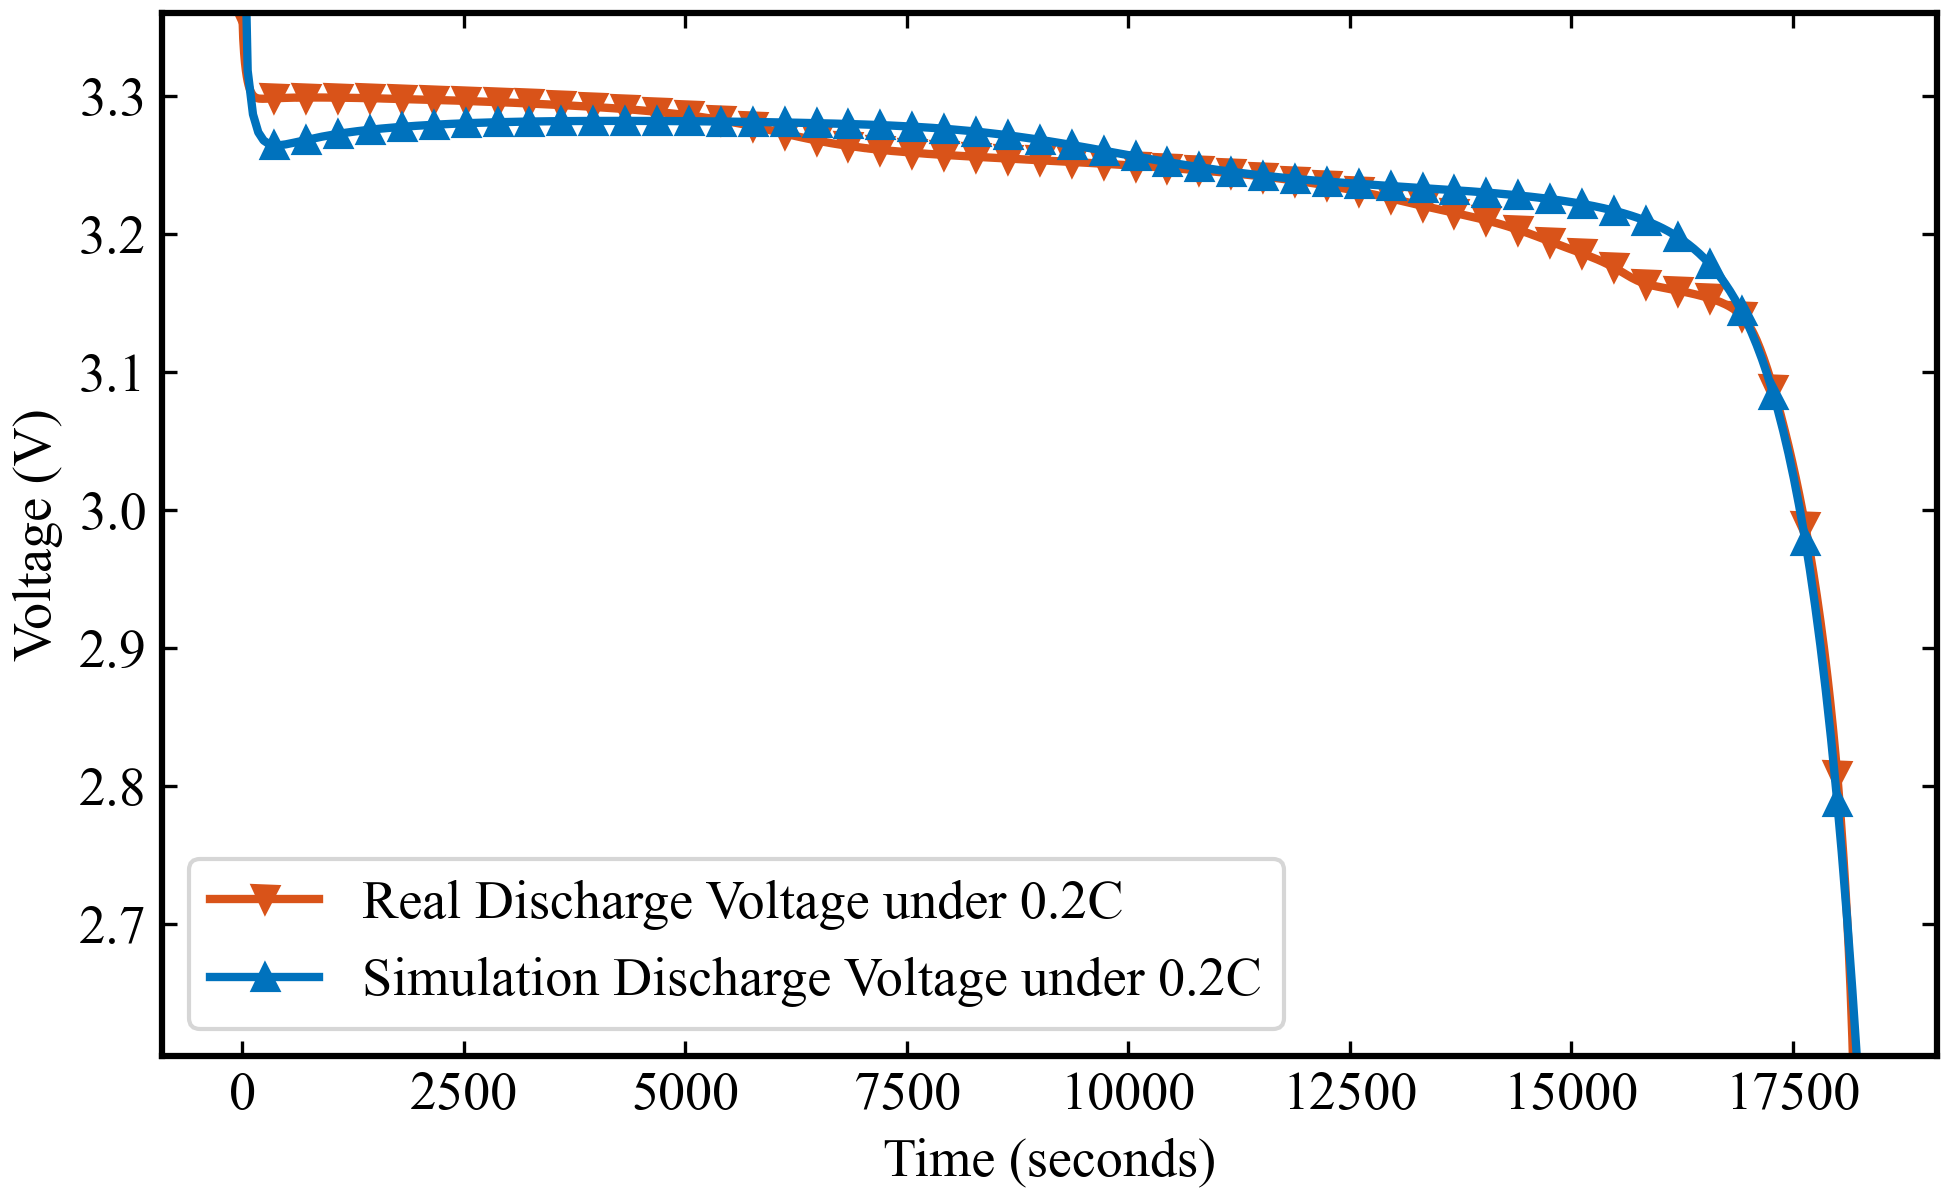 3.3
3.2
3.1
3.0
2.9
2.8
2.7
Voltage (V)
Real Discharge Voltage under 0.2C
Simulation Discharge Voltage under 0.2C
0 2500 5000 7500 10000 12500 15000 17500
Time (seconds)